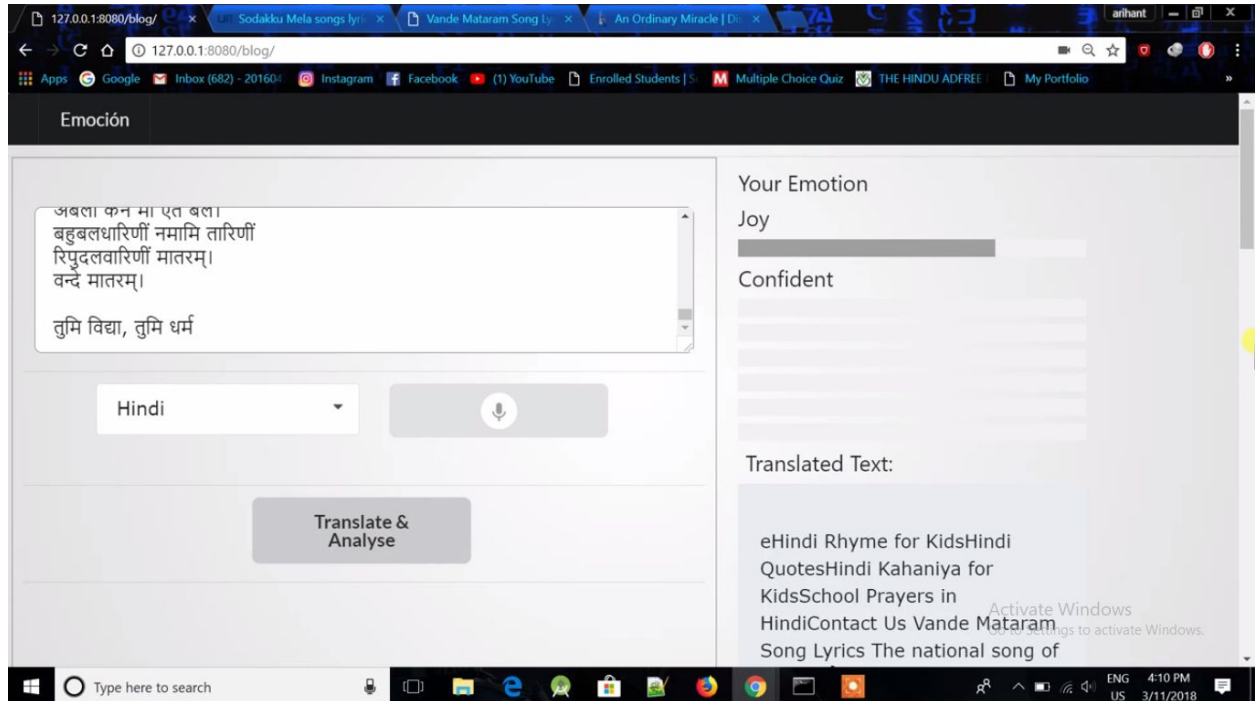 127.0.0.1:8080/blog/
Sodakku Mela songs lyri
Vande Mataram Song Ly
An Ordinary Miracle | Di
arihant
127.0.0.1:8080/blog/
Apps
Google
Inbox (682) - 201604
Instagram
Facebook
(1) YouTube
Enrolled Students | S
Multiple Choice Quiz
THE HINDU ADFREE
My Portfolio
»
Emoción
बहुबलधारिणीं नमामि तारिणीं
रिपुदलवारिणीं मातरम्।
वन्दे मातरम्।
तुमि विद्या, तुमि धर्म
Hindi
Translate &
Analyse
Your Emotion
Joy
Confident
Translated Text:
eHindi Rhyme for KidsHindi
QuotesHindi Kahaniya for
KidsSchool Prayers in
HindiContact Us Vande Mataram
Song Lyrics The national song of
Activate Windows
Go to Settings to activate Windows.
Type here to search
ENG
US
4:10 PM
3/11/2018